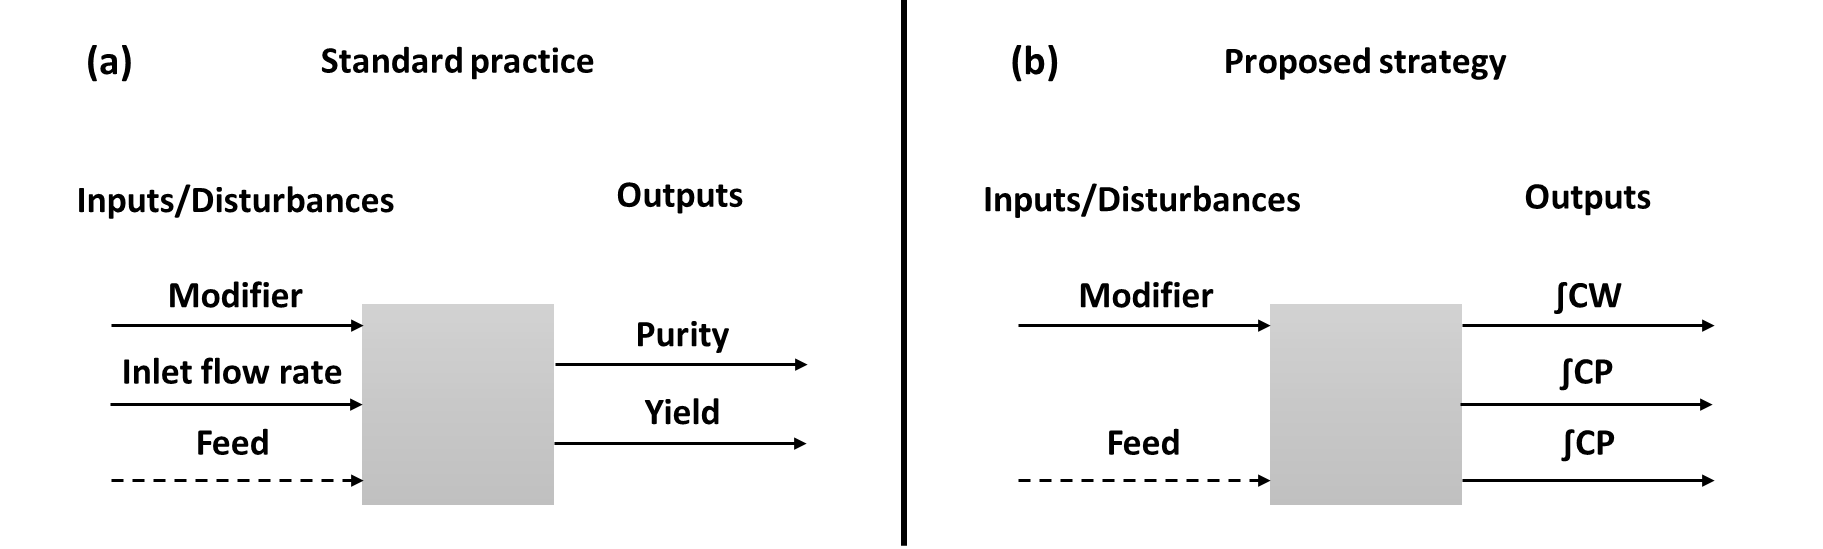 (a) Standard practice
Inputs/Disturbances Outputs
Modifier
Inlet flow rate
Feed
Purity
Yield
(b) Proposed strategy
Inputs/Disturbances Outputs
Modifier
Feed
∫CW
∫CP
∫CP